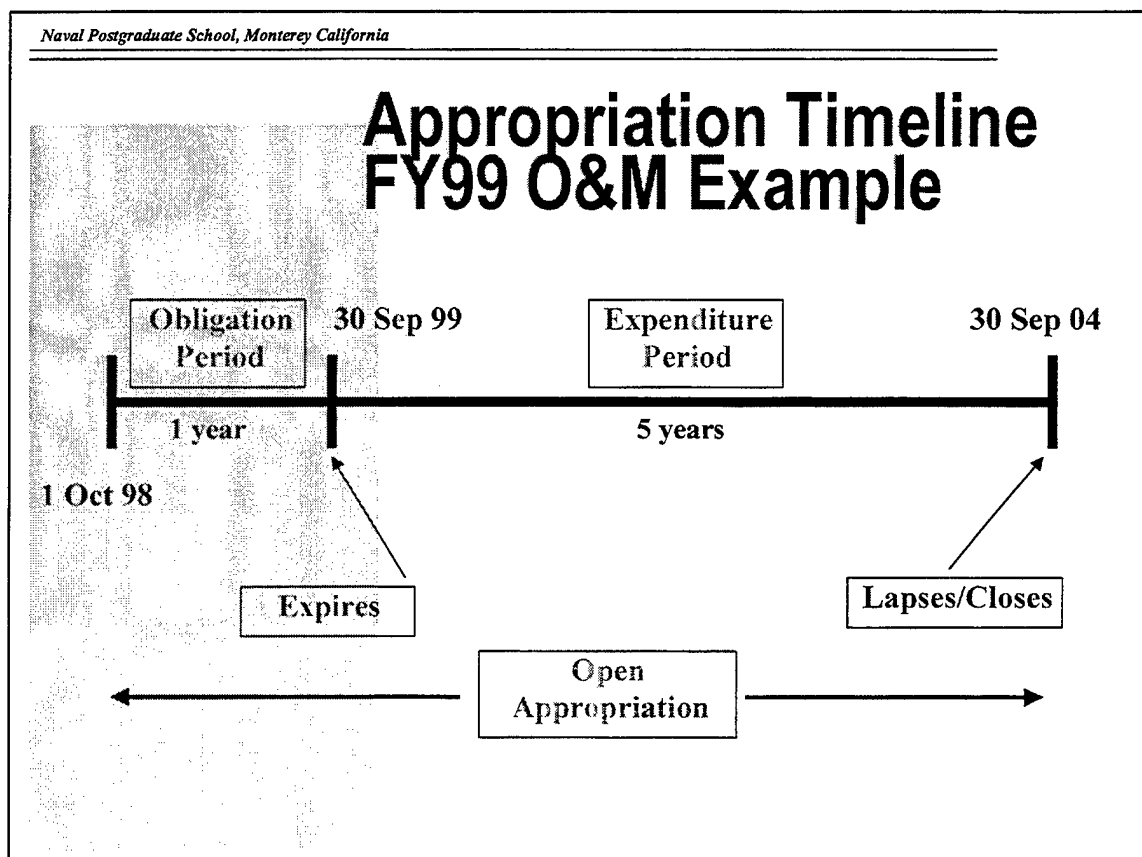 Naval Postgraduate School, Monterey California
Appropriation Timeline
FY99 O&M Example
Obligation
Period
30 Sep 99
Expenditure
Period
30 Sep 04
1 year
5 years
1 Oct 98
Expires
Lapses/Closes
Open
Appropriation